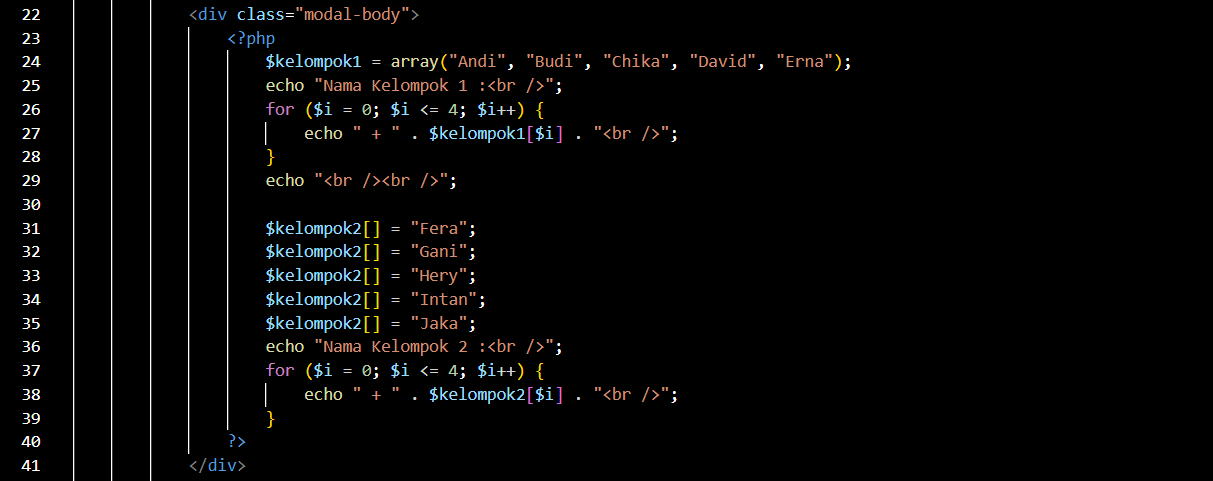 22 <div class="modal-body">
23 <?php
24 $kelompok1 = array("Andi", "Budi", "Chika", "David", "Erna");
25 echo "Nama Kelompok 1 :<br />";
26 for ($i = 0; $i <= 4; $i++) {
27 echo " + " . $kelompok1[$i] . "<br />";
28 }
29 echo "<br /><br />";
30
31 $kelompok2[] = "Fera";
32 $kelompok2[] = "Gani";
33 $kelompok2[] = "Hery";
34 $kelompok2[] = "Intan";
35 $kelompok2[] = "Jaka";
36 echo "Nama Kelompok 2 :<br />";
37 for ($i = 0; $i <= 4; $i++) {
38 echo " + " . $kelompok2[$i] . "<br />";
39 }
40 ?>
41 </div>